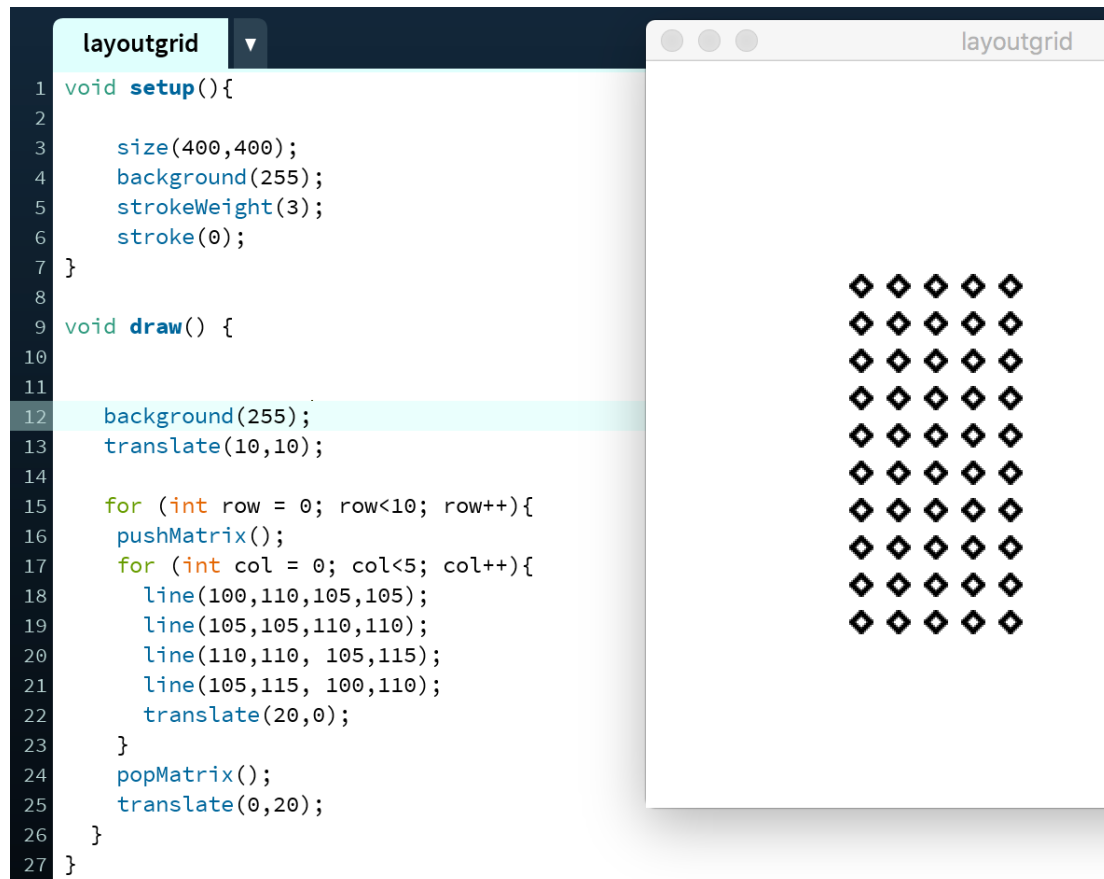 layoutgrid ▼
layoutgrid
1 void setup(){
2
3 size(400,400);
4 background(255);
5 strokeWeight(3);
6 stroke(0);
7 }
8
9 void draw() {
10
11
12 background(255);
13 translate(10,10);
14
15 for (int row = 0; row<10; row++){
16 pushMatrix();
17 for (int col = 0; col<5; col++){
18 line(100,110,105,105);
19 line(105,105,110,110);
20 line(110,110, 105,115);
21 line(105,115, 100,110);
22 translate(20,0);
23 }
24 popMatrix();
25 translate(0,20);
26 }
27 }